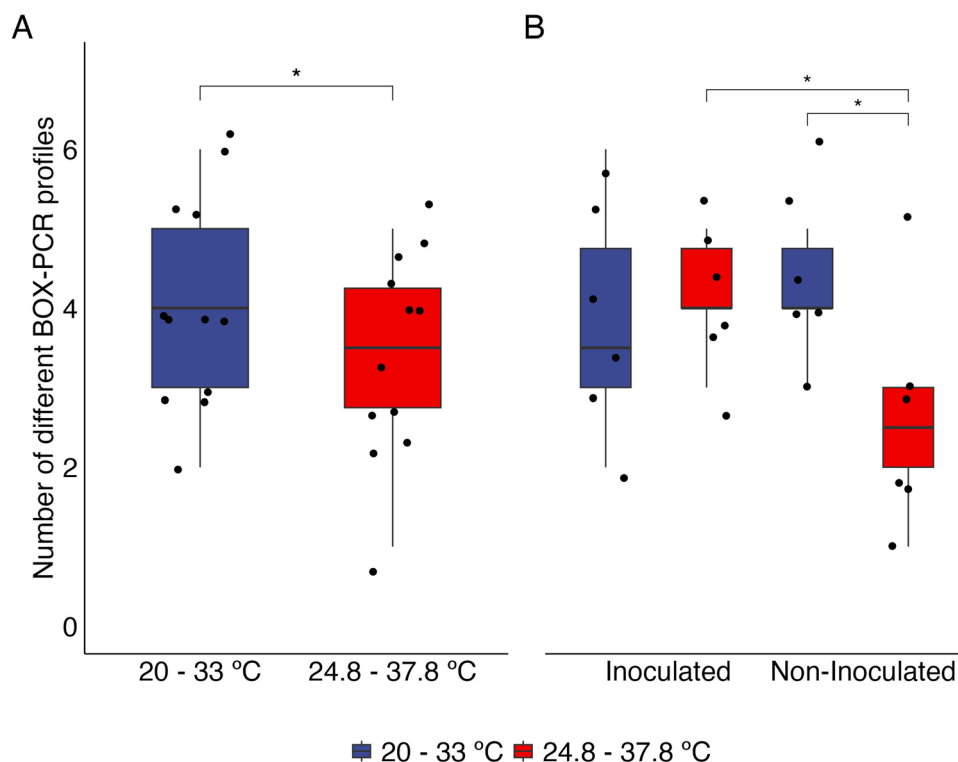 A
B
Number of different BOX-PCR profiles
*
*
*
6
4
2
0
20 - 33 ºC
24.8 - 37.8 ºC
Inoculated
Non-Inoculated
20 - 33 ºC
24.8 - 37.8 ºC